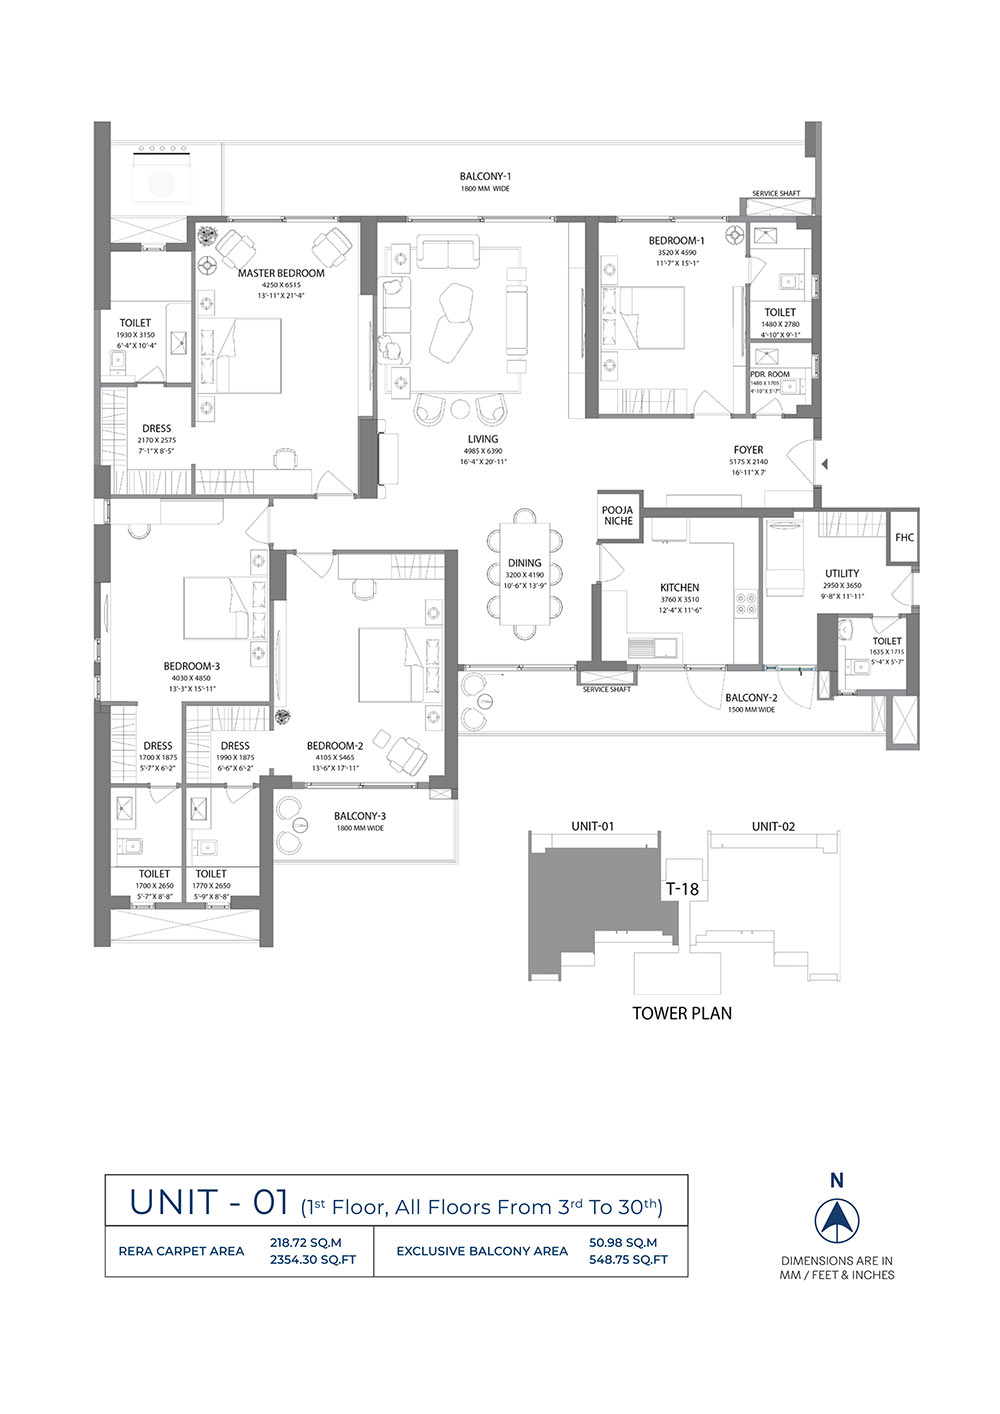 BALCONY-1
1800 MM WIDE
SERVICE SHAFT
MASTER BEDROOM
4250 X 6515
13'-11" X 21'-4"
BEDROOM-1
3520 X 4590
11'-7" X 15'-1"
TOILET
1930 X 3150
6'-4" X 10'-4"
TOILET
1480 X 2780
4'-10" X 9'-1"
PDR. ROOM
1480 X 1705
4'-10" X 5'-7"
DRESS
2170 X 2575
7'-1" X 8'-5"
LIVING
4985 X 6390
16'-4" X 20'-11"
FOYER
5175 X 2140
16'-11" X 7'
POOJA
NICHE
FHC
DINING
3200 X 4190
10'-6" X 13'-9"
KITCHEN
3760 X 3510
12'-4" X 11'-6"
UTILITY
2950 X 3650
9'-8" X 11'-11"
TOILET
1635 X 1715
5'-4" X 5'-7"
BEDROOM-3
4030 X 4850
13'-3" X 15'-11"
SERVICE SHAFT
BALCONY-2
1500 MM WIDE
DRESS
1700 X 1875
5'-7" X 6'-2"
DRESS
1990 X 1875
6'-6" X 6'-2"
BEDROOM-2
4105 X 5465
13'-6" X 17'-11"
BALCONY-3
1800 MM WIDE
TOILET
1700 X 2650
5'-7" X 8'-8"
TOILET
1770 X 2650
5'-9" X 8'-8"
UNIT-01
UNIT-02
T-18
TOWER PLAN
UNIT - 01 (1st Floor, All Floors From 3rd To 30th)
RERA CARPET AREA
218.72 SQ.M
2354.30 SQ.FT
EXCLUSIVE BALCONY AREA
50.98 SQ.M
548.75 SQ.FT
N
DIMENSIONS ARE IN
MM / FEET & INCHES